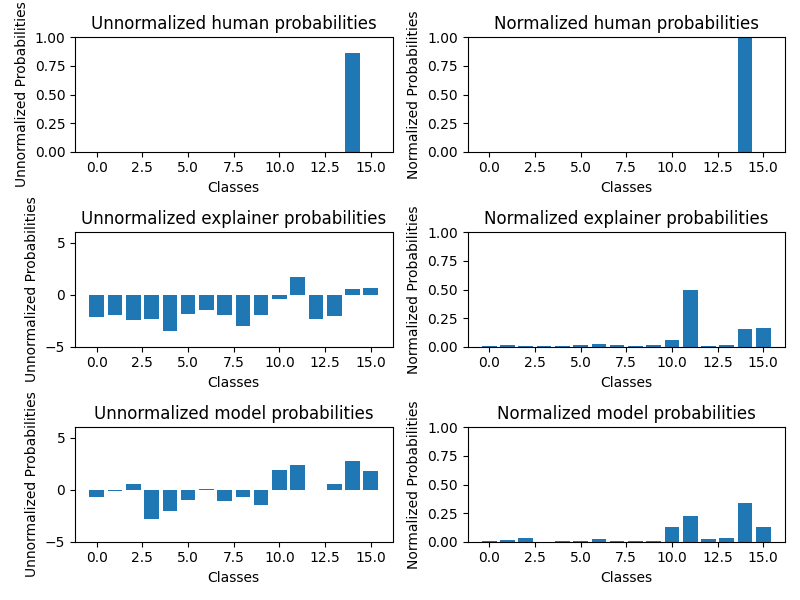 Unnormalized human probabilities
Unnormalized Probabilities
1.00
0.75
0.50
0.25
0.00
0.0 2.5 5.0 7.5 10.0 12.5 15.0
Classes
Normalized human probabilities
Normalized Probabilities
1.00
0.75
0.50
0.25
0.00
0.0 2.5 5.0 7.5 10.0 12.5 15.0
Classes
Unnormalized explainer probabilities
Unnormalized Probabilities
5
0
−5
0.0 2.5 5.0 7.5 10.0 12.5 15.0
Classes
Normalized explainer probabilities
Normalized Probabilities
1.00
0.75
0.50
0.25
0.00
0.0 2.5 5.0 7.5 10.0 12.5 15.0
Classes
Unnormalized model probabilities
Unnormalized Probabilities
5
0
−5
0.0 2.5 5.0 7.5 10.0 12.5 15.0
Classes
Normalized model probabilities
Normalized Probabilities
1.00
0.75
0.50
0.25
0.00
0.0 2.5 5.0 7.5 10.0 12.5 15.0
Classes